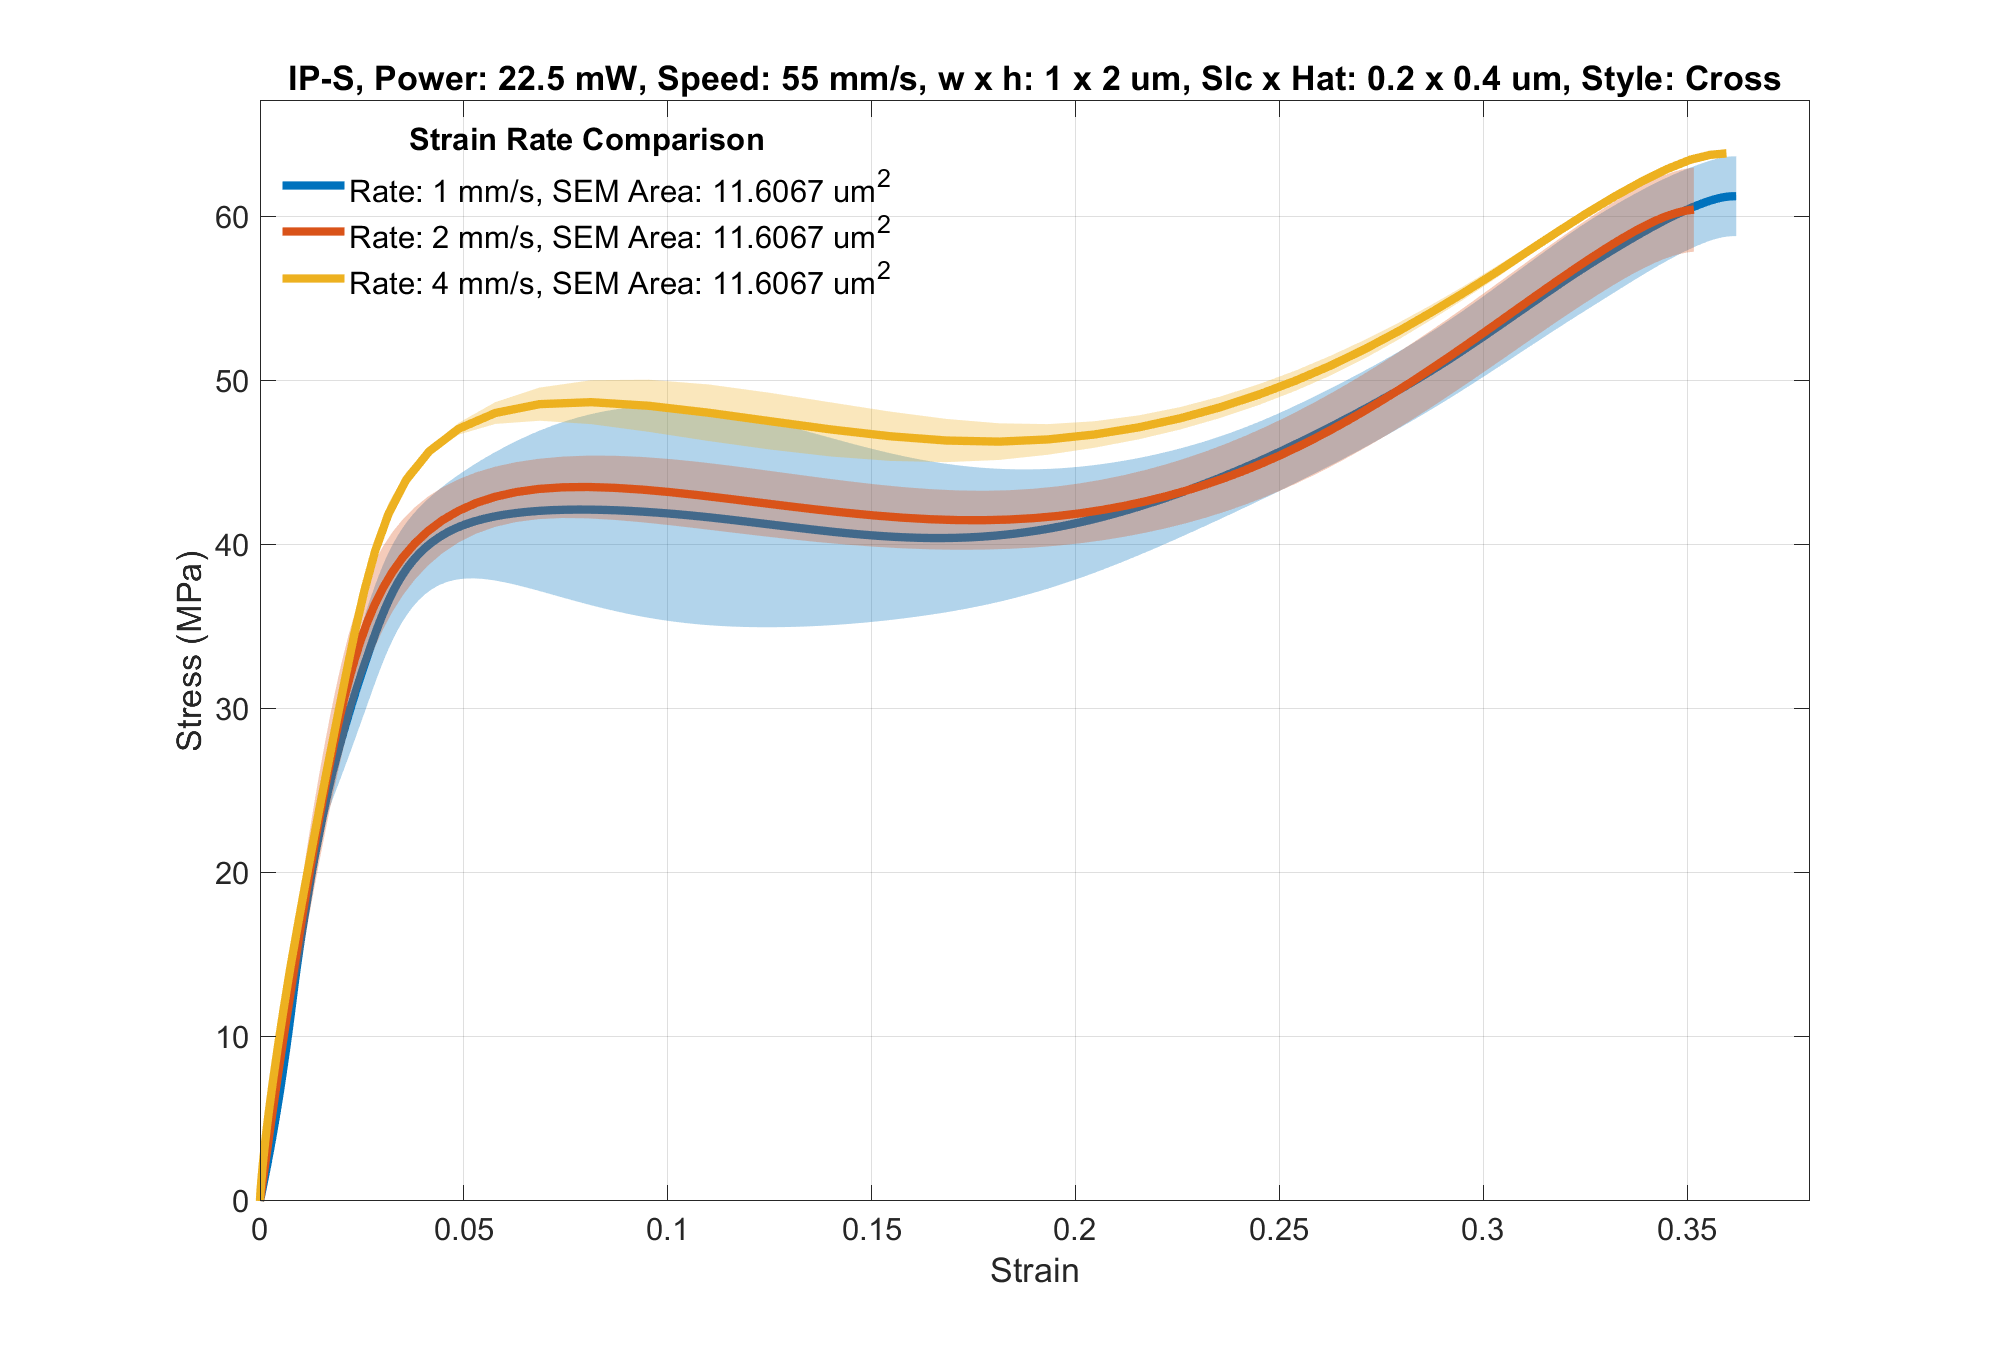 IP-S, Power: 22.5 mW, Speed: 55 mm/s, w x h: 1 x 2 um, Slc x Hat: 0.2 x 0.4 um, Style: Cross
Strain Rate Comparison
Rate: 1 mm/s, SEM Area: 11.6067 um²
Rate: 2 mm/s, SEM Area: 11.6067 um²
Rate: 4 mm/s, SEM Area: 11.6067 um²
60
50
40
30
20
10
0
Stress (MPa)
0 0.05 0.1 0.15 0.2 0.25 0.3 0.35
Strain